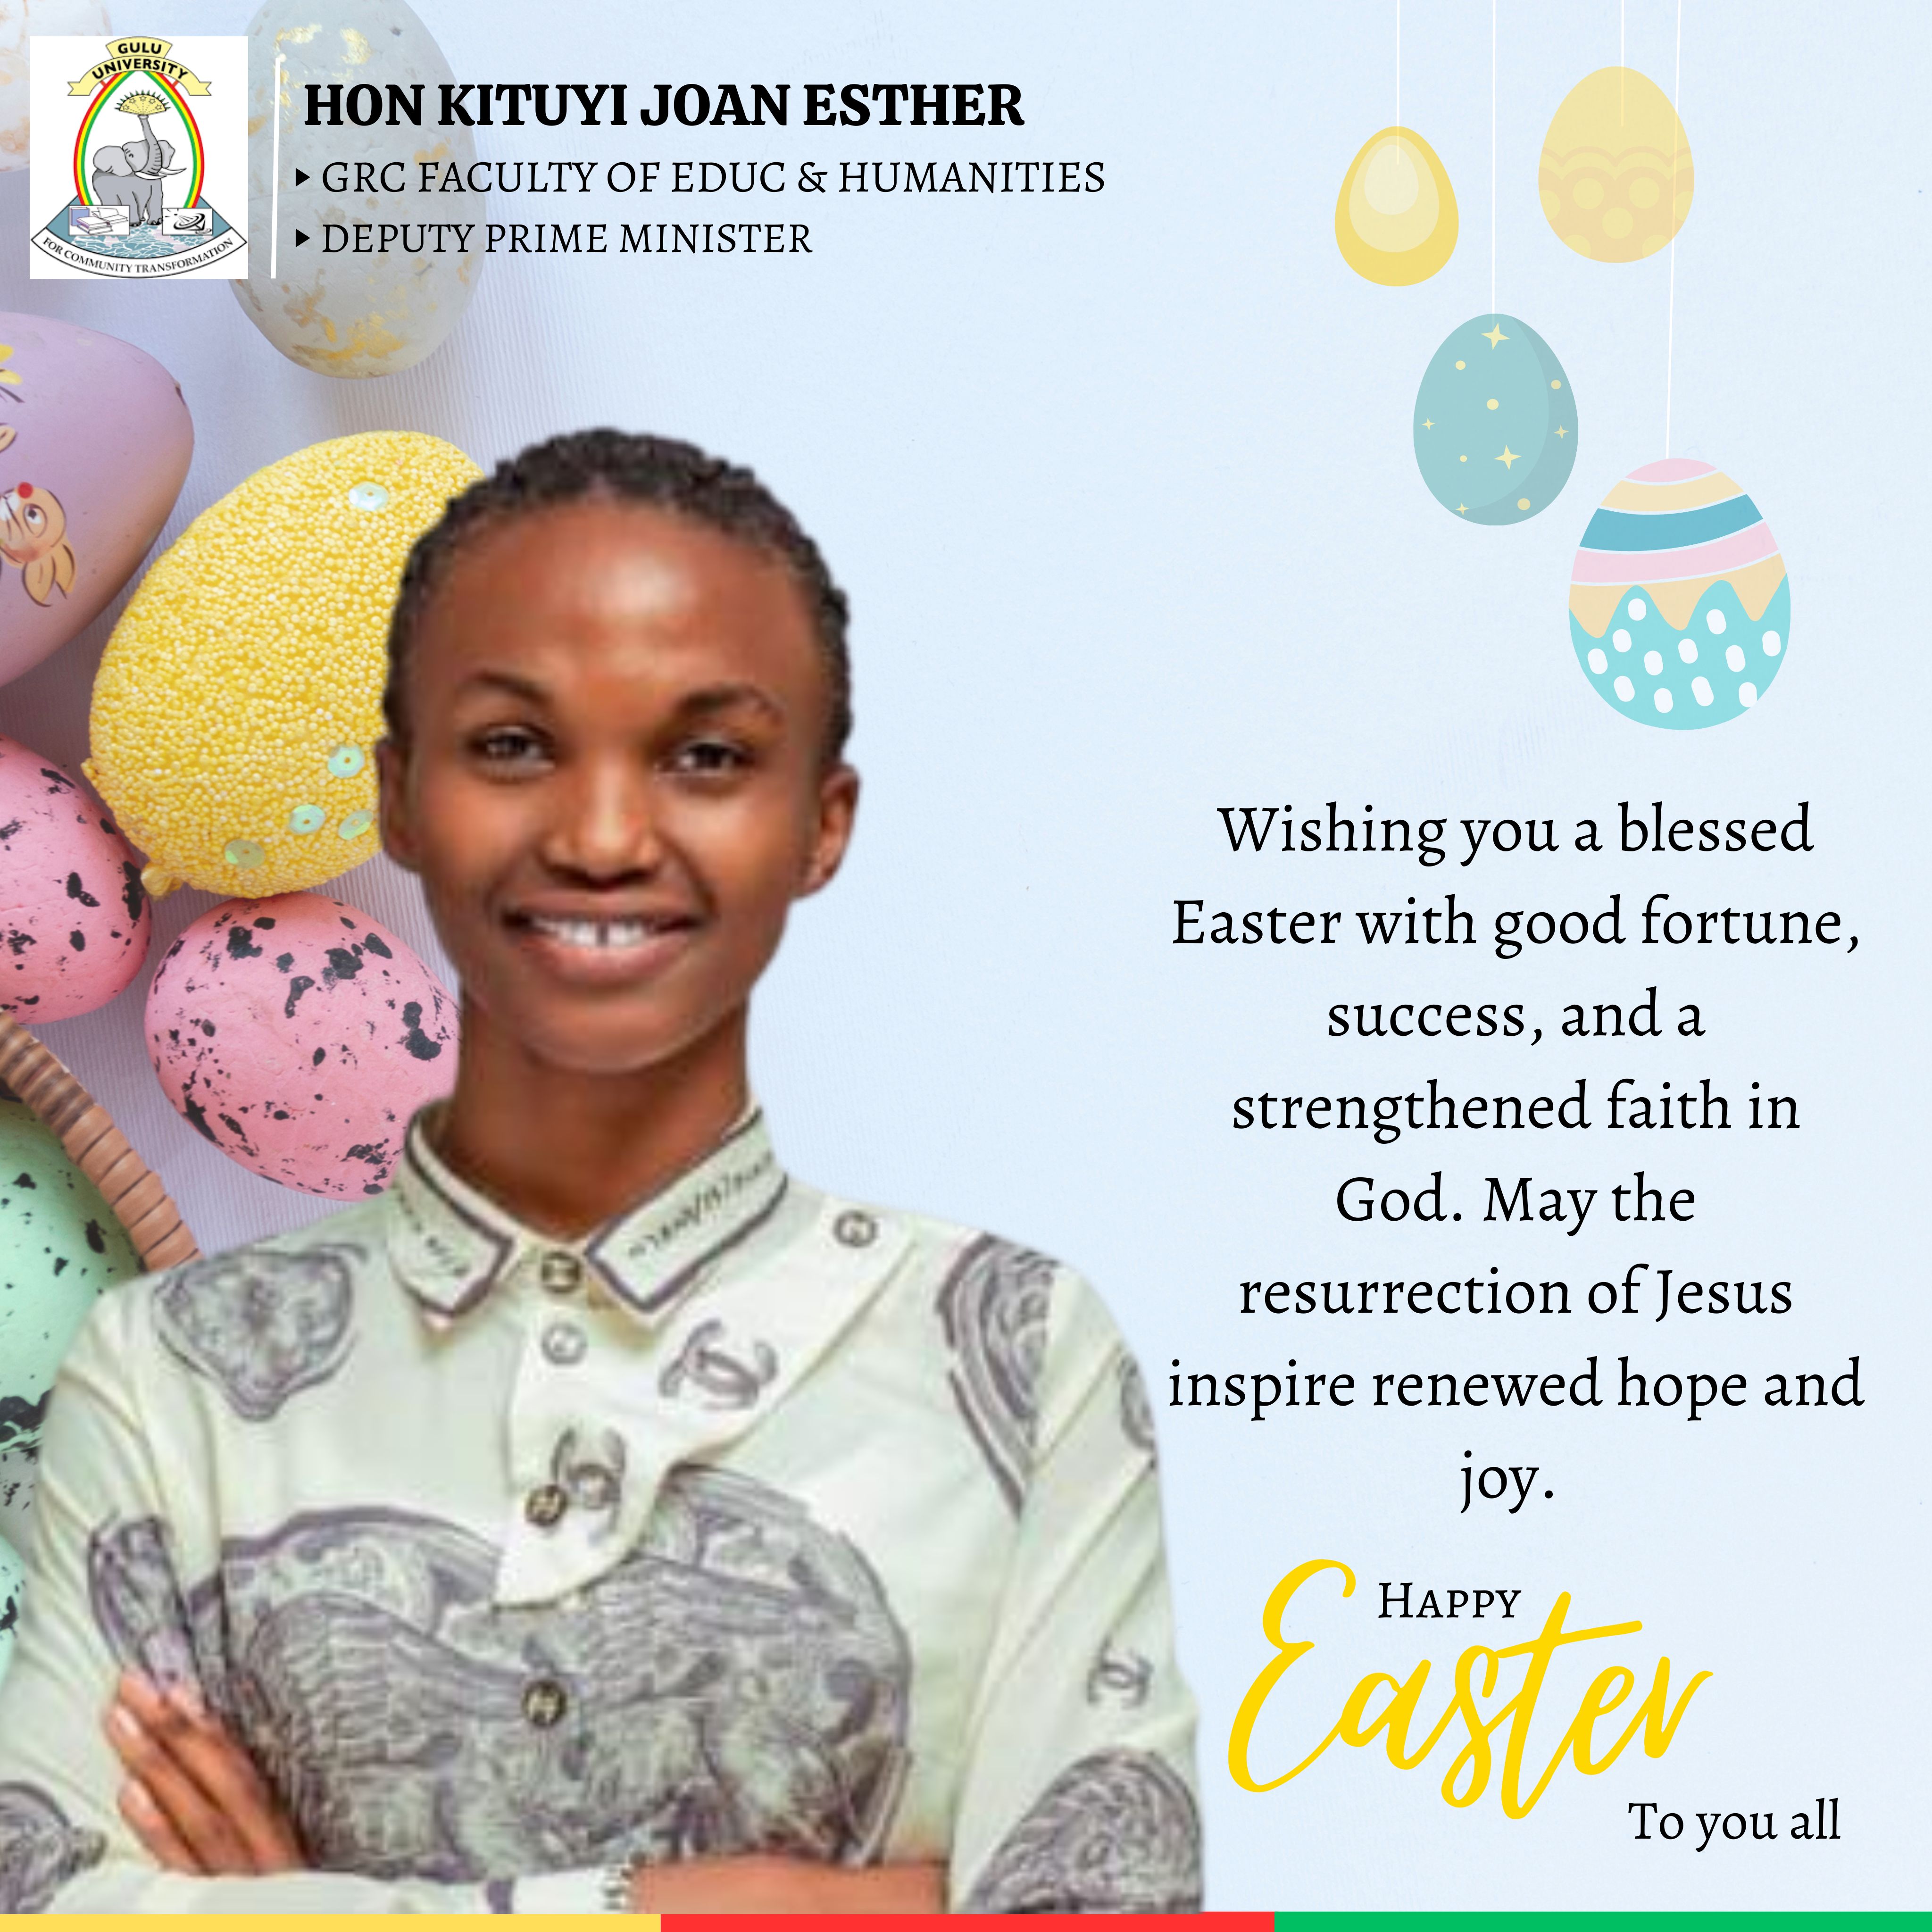 GULU
UNIVERSITY
FOR COMMUNITY TRANSFORMATION
HON KITUYI JOAN ESTHER
GRC FACULTY OF EDUC & HUMANITIES
DEPUTY PRIME MINISTER
Wishing you a blessed
Easter with good fortune,
success, and a
strengthened faith in
God. May the
resurrection of Jesus
inspire renewed hope and
joy.
HAPPY
Easter
To you all